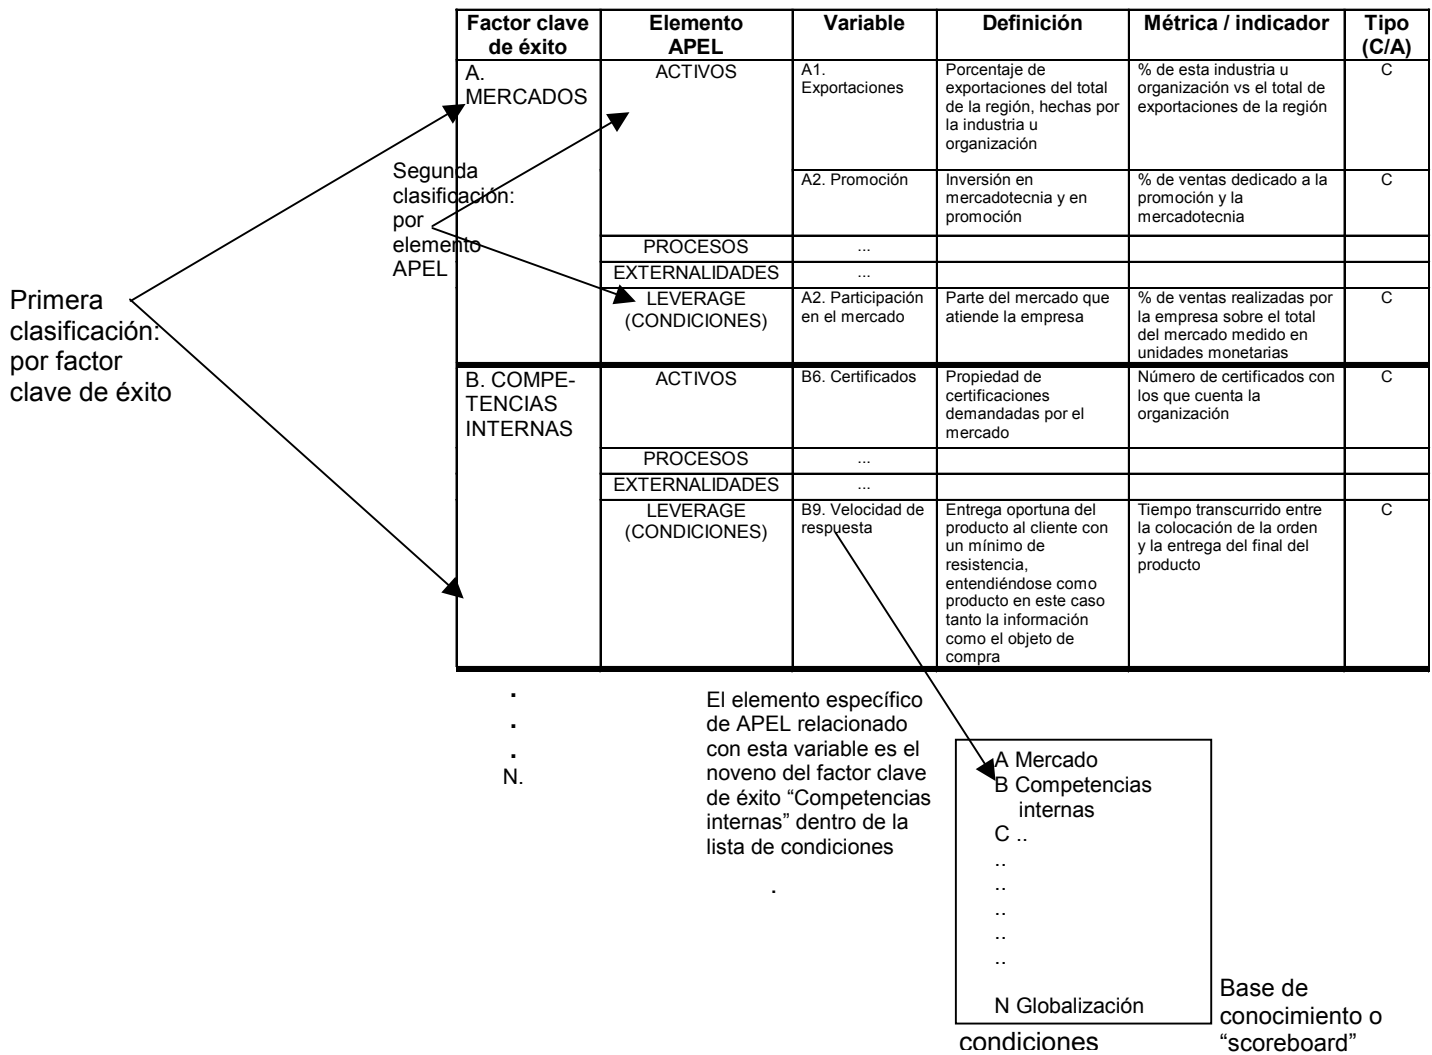 Factor clave de éxito
Elemento APEL
Variable
Definición
Métrica / indicador
Tipo (C/A)
A.
MERCADOS
ACTIVOS
A1.
Exportaciones
Porcentaje de
exportaciones del total
de la región, hechas por
la industria u
organización
% de esta industria u
organización vs el total de
exportaciones de la región
C
A2. Promoción
Inversión en
mercadotecnia y en
promoción
% de ventas dedicado a la
promoción y la
mercadotecnia
C
PROCESOS
...
EXTERNALIDADES
...
LEVERAGE
(CONDICIONES)
A2. Participación
en el mercado
Parte del mercado que
atiende la empresa
% de ventas realizadas por
la empresa sobre el total
del mercado medido en
unidades monetarias
C
B. COMPE-
TENCIAS
INTERNAS
ACTIVOS
B6. Certificados
Propiedad de
certificaciones
demandadas por el
mercado
Número de certificados con
los que cuenta la
organización
C
PROCESOS
...
EXTERNALIDADES
...
LEVERAGE
(CONDICIONES)
B9. Velocidad de
respuesta
Entrega oportuna del
producto al cliente con
un mínimo de
resistencia,
entendiéndose como
producto en este caso
tanto la información
como el objeto de
compra
Tiempo transcurrido entre
la colocación de la orden
y la entrega del final del
producto
C
Segunda
clasificación:
por
elemento
APEL
Primera
clasificación:
por factor
clave de éxito
.
.
.
N.
El elemento específico
de APEL relacionado
con esta variable es el
noveno del factor clave
de éxito “Competencias
internas” dentro de la
lista de condiciones
.
A Mercado
B Competencias
internas
C ..
..
..
..
..
..
N Globalización
condiciones
Base de
conocimiento o
“scoreboard”